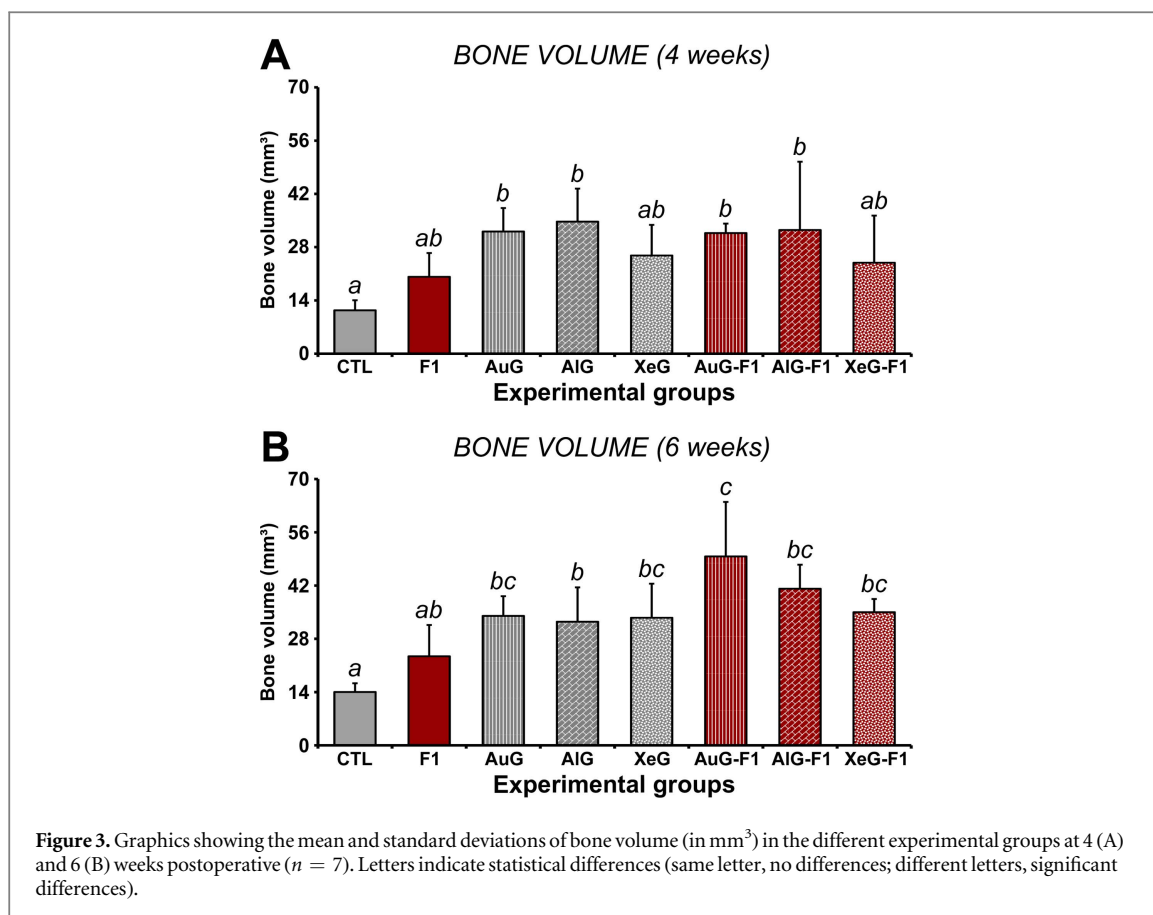 A
BONE VOLUME (4 weeks)
Bone volume (mm³)
70
56
42
28
14
0
a
ab
b
b
ab
b
b
ab
CTL F1 AuG AlG XeG AuG-F1 AlG-F1 XeG-F1
Experimental groups
B
BONE VOLUME (6 weeks)
Bone volume (mm³)
70
56
42
28
14
0
a
ab
bc
b
bc
c
bc
bc
CTL F1 AuG AlG XeG AuG-F1 AlG-F1 XeG-F1
Experimental groups
Figure 3. Graphics showing the mean and standard deviations of bone volume (in mm³) in the different experimental groups at 4 (A)
and 6 (B) weeks postoperative (n = 7). Letters indicate statistical differences (same letter, no differences; different letters, significant
differences).